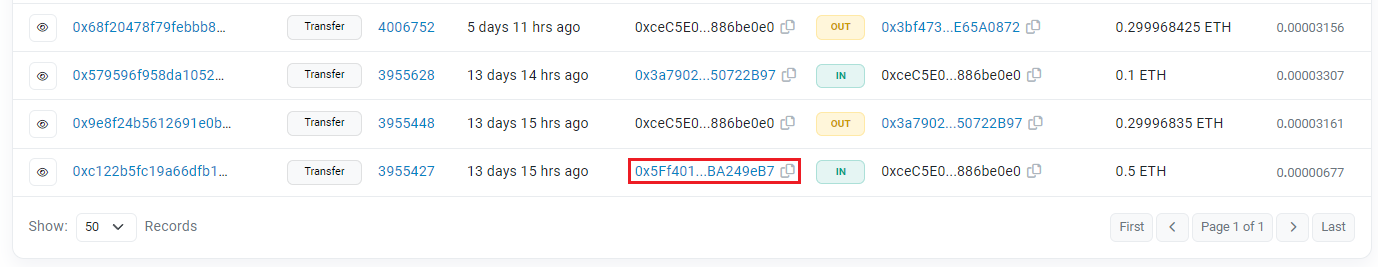 0x68f20478f79febbb8... Transfer 4006752 5 days 11 hrs ago 0xceC5E0...886be0e0 OUT 0x3bf473...E65A0872 0.299968425 ETH 0.00003156
0x579596f958da1052... Transfer 3955628 13 days 14 hrs ago 0x3a7902...50722B97 IN 0xceC5E0...886be0e0 0.1 ETH 0.00003307
0x9e8f24b5612691e0b... Transfer 3955448 13 days 15 hrs ago 0xceC5E0...886be0e0 OUT 0x3a7902...50722B97 0.29996835 ETH 0.00003161
0xc122b5fc19a66dfb1... Transfer 3955427 13 days 15 hrs ago 0x5Ff401...BA249eB7 IN 0xceC5E0...886be0e0 0.5 ETH 0.00000677
Show: 50 Records First Page 1 of 1 Last